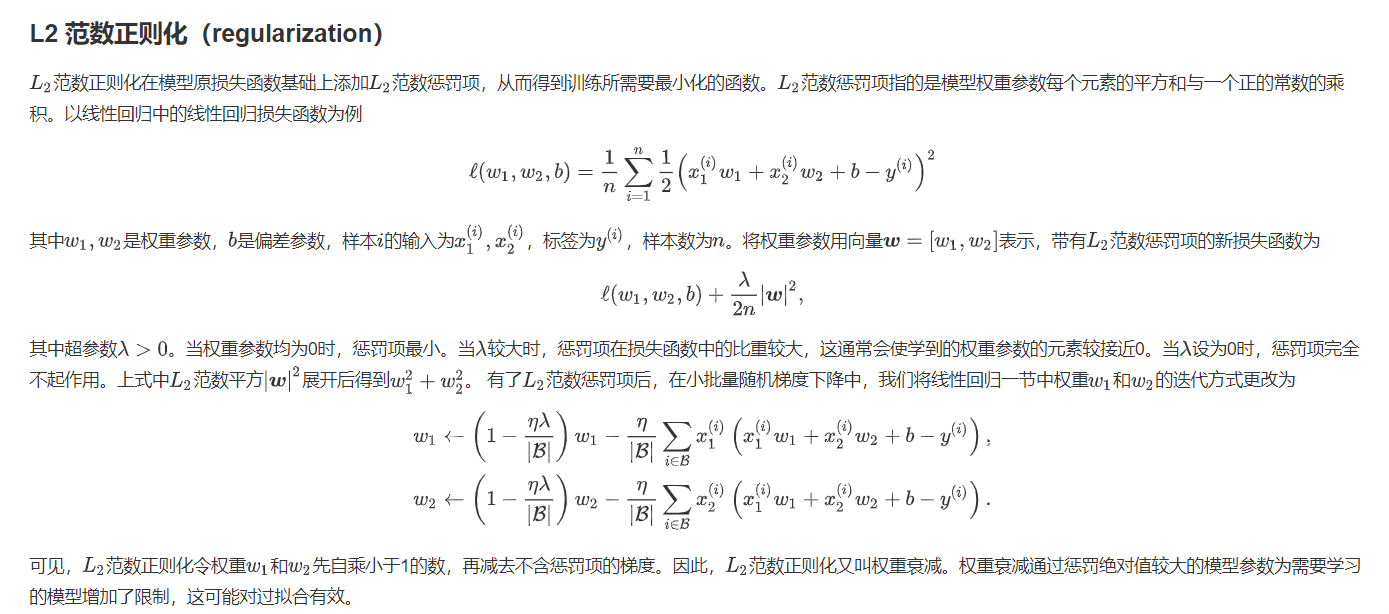 L2 范数正则化（regularization）
$L_2$范数正则化在模型原损失函数基础上添加$L_2$范数惩罚项，从而得到训练所需要最小化的函数。$L_2$范数惩罚项指的是模型权重参数每个元素的平方和与一个正的常数的乘
积。以线性回归中的线性回归损失函数为例
$\ell(w_1, w_2, b) = \frac{1}{n} \sum_{i=1}^{n} \frac{1}{2} \left( x_1^{(i)} w_1 + x_2^{(i)} w_2 + b - y^{(i)} \right)^2$
其中$w_1, w_2$是权重参数，$b$是偏差参数，样本$i$的输入为$x_1^{(i)}, x_2^{(i)}$，标签为$y^{(i)}$，样本数为$n$。将权重参数用向量$\boldsymbol{w} = [w_1, w_2]$表示，带有$L_2$范数惩罚项的新损失函数为
$\ell(w_1, w_2, b) + \frac{\lambda}{2n} |\boldsymbol{w}|^2,$
其中超参数$\lambda > 0$。当权重参数均为0时，惩罚项最小。当$\lambda$较大时，惩罚项在损失函数中的比重较大，这通常会使学到的权重参数的元素较接近0。当$\lambda$设为0时，惩罚项完全
不起作用。上式中$L_2$范数平方$|\boldsymbol{w}|^2$展开后得到$w_1^2 + w_2^2$。 有了$L_2$范数惩罚项后，在小批量随机梯度下降中，我们将线性回归一节中权重$w_1$和$w_2$的迭代方式更改为
$w_1 \leftarrow \left( 1 - \frac{\eta\lambda}{|\mathcal{B}|} \right) w_1 - \frac{\eta}{|\mathcal{B}|} \sum_{i \in \mathcal{B}} x_1^{(i)} \left( x_1^{(i)} w_1 + x_2^{(i)} w_2 + b - y^{(i)} \right),$
$w_2 \leftarrow \left( 1 - \frac{\eta\lambda}{|\mathcal{B}|} \right) w_2 - \frac{\eta}{|\mathcal{B}|} \sum_{i \in \mathcal{B}} x_2^{(i)} \left( x_1^{(i)} w_1 + x_2^{(i)} w_2 + b - y^{(i)} \right).$
可见，$L_2$范数正则化令权重$w_1$和$w_2$先自乘小于1的数，再减去不含惩罚项的梯度。因此，$L_2$范数正则化又叫权重衰减。权重衰减通过惩罚绝对值较大的模型参数为需要学习
的模型增加了限制，这可能对过拟合有效。